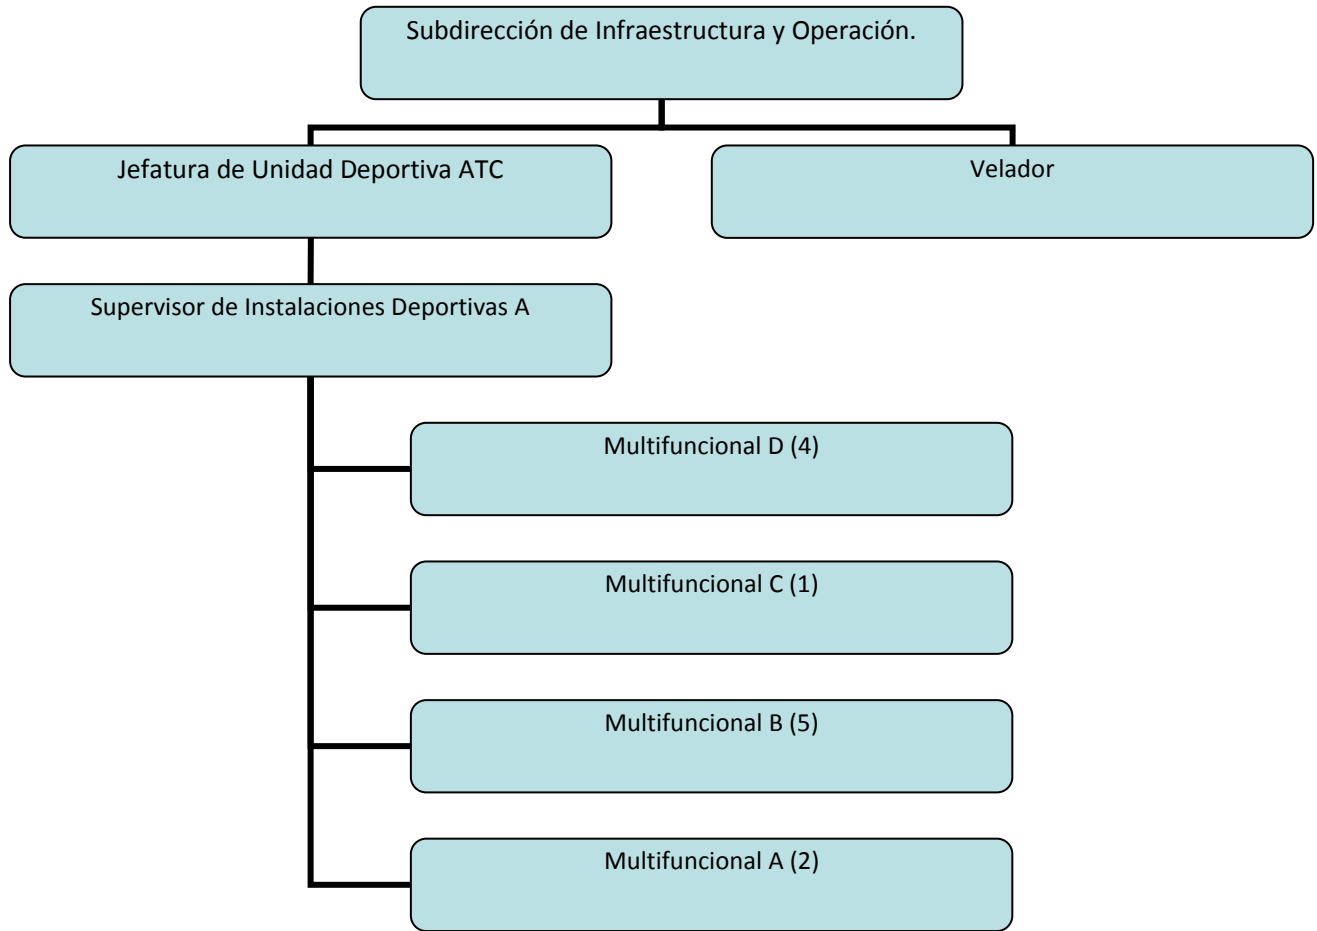 Subdirección de Infraestructura y Operación.
Jefatura de Unidad Deportiva ATC
Velador
Supervisor de Instalaciones Deportivas A
Multifuncional D (4)
Multifuncional C (1)
Multifuncional B (5)
Multifuncional A (2)